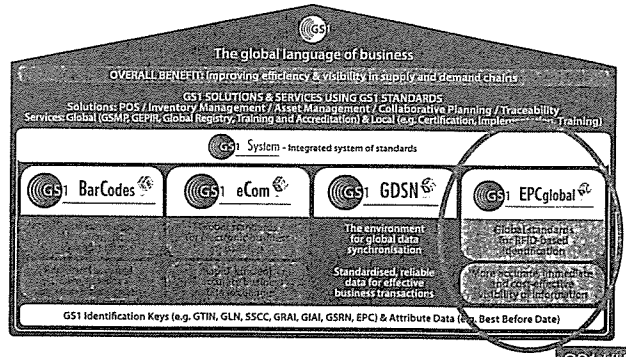 GS1
The global language of business
OVERALL BENEFIT: Improving efficiency & visibility in supply and demand chains
GS1 SOLUTIONS & SERVICES USING GS1 STANDARDS
Solutions: POS / Inventory Management / Asset Management / Collaborative Planning / Traceability
Services: Global (GSMP, GEPIR, Global Registry, Training and Accreditation) & Local (e.g. Certification, Implementation, Training)
GS1 System - Integrated system of standards
GS1 BarCodes
GS1 eCom
GS1 GDSN
GS1 EPCglobal
The environment
for global data
synchronisation
Global standards
for RFID-based
identification
Standardised, reliable
data for effective
business transactions
More accurate, immediate
and cost-effective
visibility of information
GS1 Identification Keys (e.g. GTIN, GLN, SSCC, GRAI, GIAI, GSRN, EPC) & Attribute Data (e.g. Best Before Date)